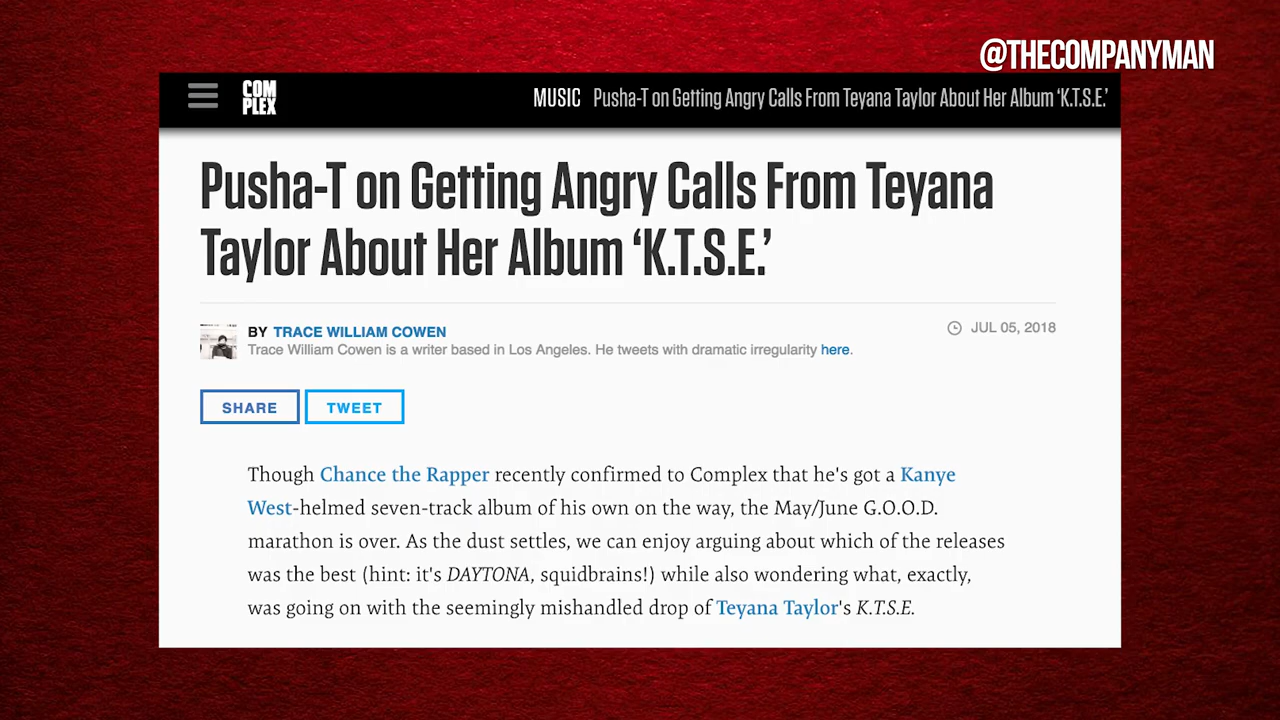 @THECOMPANYMAN
COM
PLEX
MUSIC Pusha-T on Getting Angry Calls From Teyana Taylor About Her Album ‘K.T.S.E.’
Pusha-T on Getting Angry Calls From Teyana
Taylor About Her Album ‘K.T.S.E.’
BY TRACE WILLIAM COWEN
JUL 05, 2018
Trace William Cowen is a writer based in Los Angeles. He tweets with dramatic irregularity here.
SHARE TWEET
Though Chance the Rapper recently confirmed to Complex that he's got a Kanye
West-helmed seven-track album of his own on the way, the May/June G.O.O.D.
marathon is over. As the dust settles, we can enjoy arguing about which of the releases
was the best (hint: it's DAYTONA, squidbrains!) while also wondering what, exactly,
was going on with the seemingly mishandled drop of Teyana Taylor's K.T.S.E.